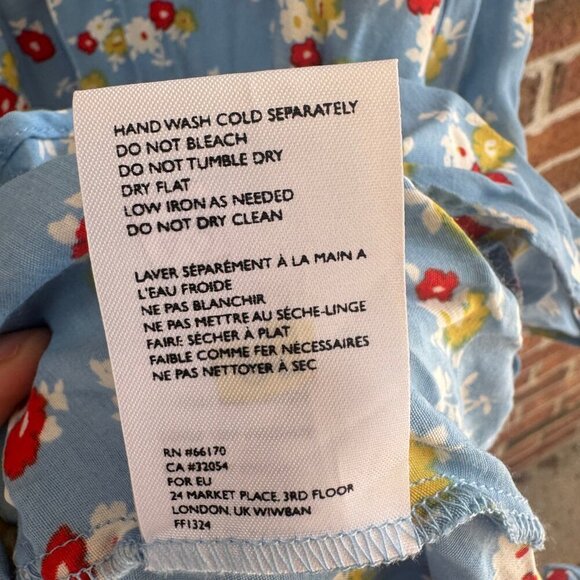 HAND WASH COLD SEPARATELY
DO NOT BLEACH
DO NOT TUMBLE DRY
DRY FLAT
LOW IRON AS NEEDED
DO NOT DRY CLEAN
LAVER SÉPARÉMENT À LA MAIN A
L'EAU FROIDE
NE PAS BLANCHIR
NE PAS METTRE AU SÈCHE-LINGE
FAIRE SÉCHER À PLAT
FAIBLE COMME FER NÉCESSAIRES
NE PAS NETTOYER À SEC
RN #66170
CA #32054
FOR EU
24 MARKET PLACE, 3RD FLOOR
LONDON, UK WIWBAN
FF1324